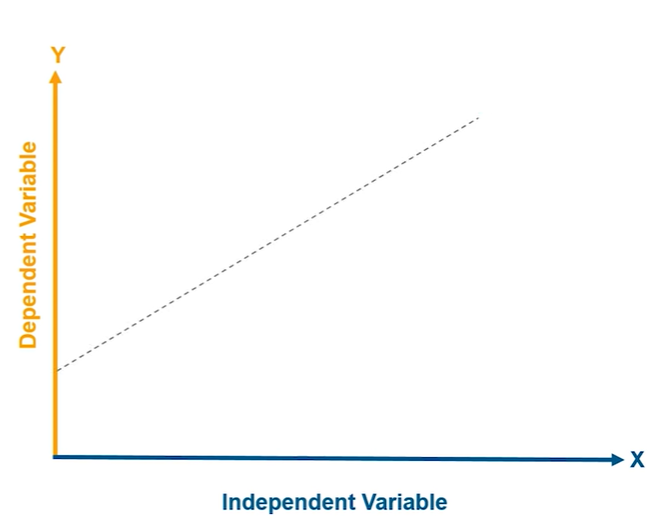 Y
Dependent Variable
X
Independent Variable